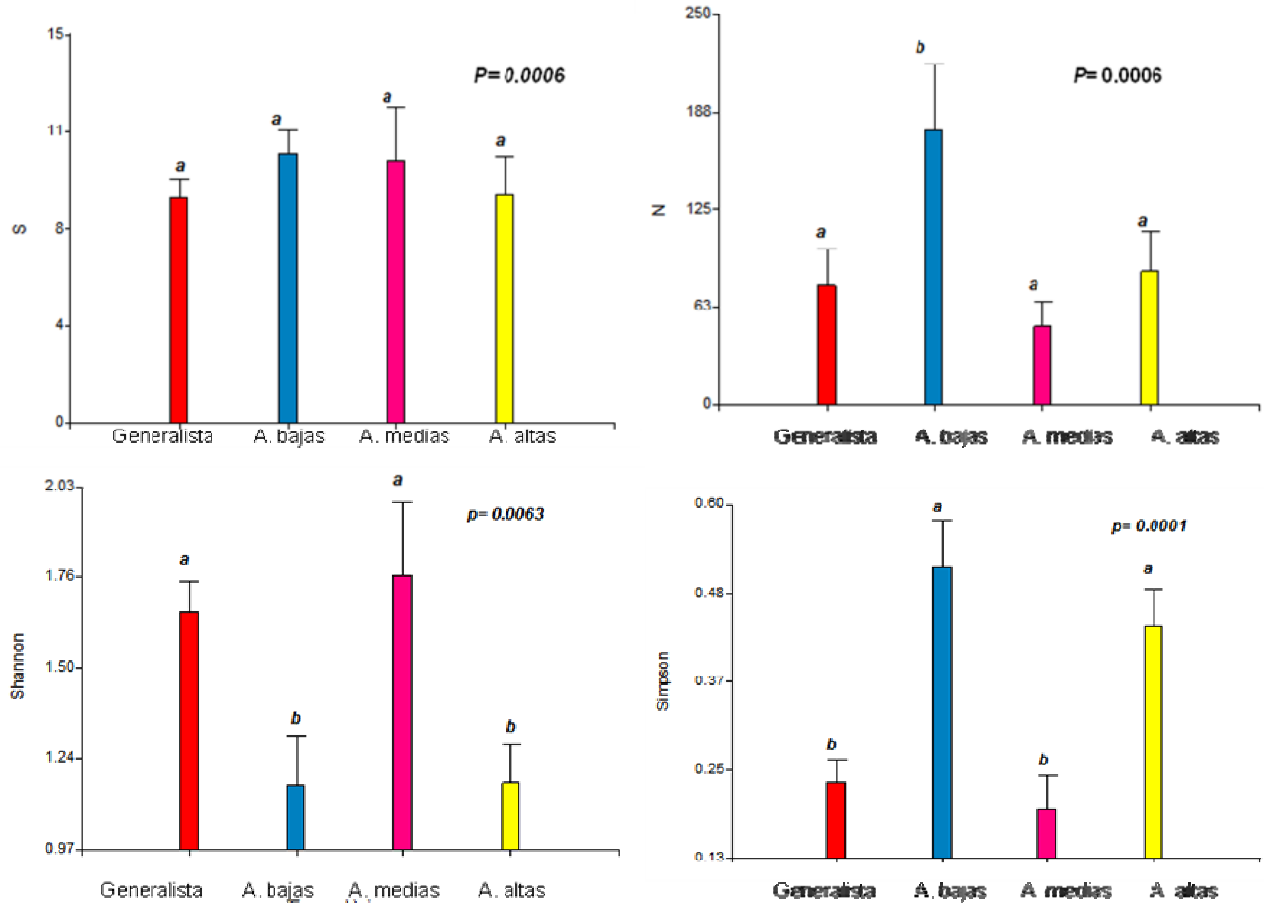 15
11
8
4
0
S
P= 0.0006
a
a
a
a
Generalista
A. bajas
A. medias
A. altas
250
188
125
63
0
N
P= 0.0006
a
b
a
a
Generalista
A. bajas
A. medias
A. altas
2.03
1.76
1.50
1.24
0.97
Shannon
p= 0.0063
a
b
a
b
Generalista
A. bajas
A. medias
A. altas
0.60
0.48
0.37
0.25
0.13
Simpson
p= 0.0001
b
a
b
a
Generalista
A. bajas
A. medias
A. altas